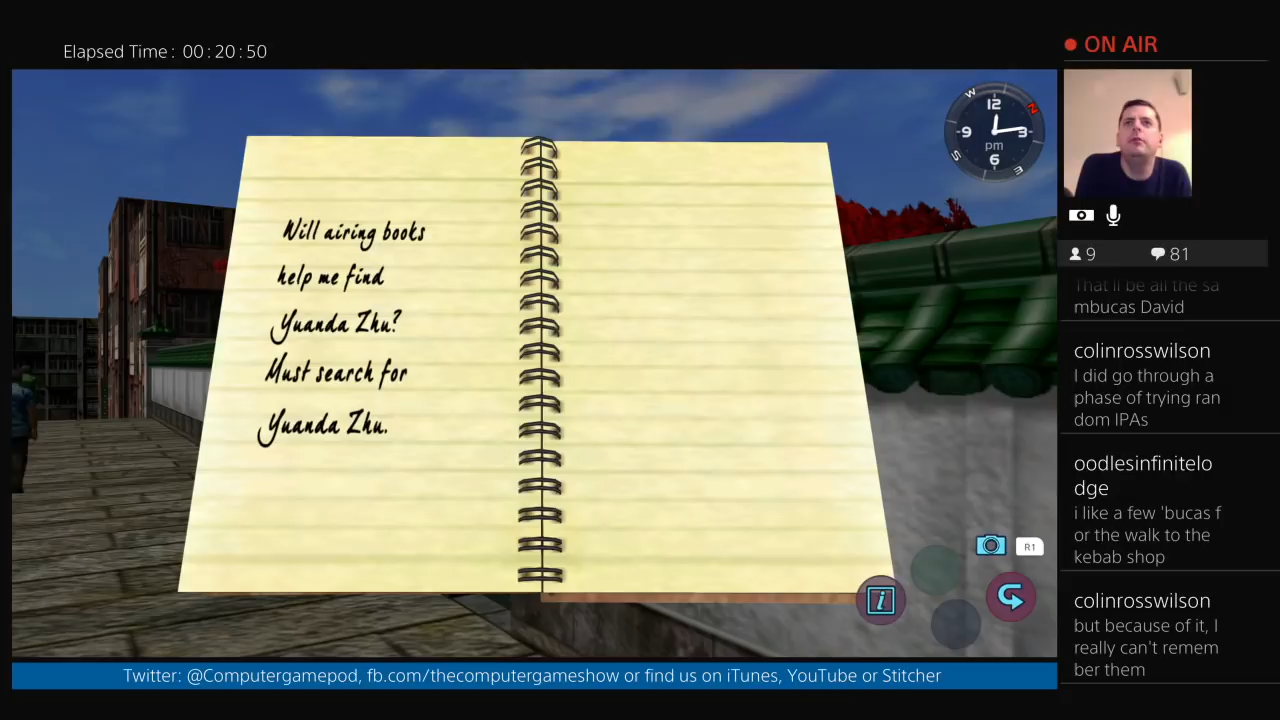 Elapsed Time: 00:20:50
ON AIR
W
N
S
E
12
3
6
9
pm
Will airing books
help me find
Yuanda Zhu?
Must search for
Yuanda Zhu.
R1
i
9
81
That'll be all the sa
mbucas David
colinrosswilson
I did go through a
phase of trying ran
dom IPAs
oodlesinfinitelo
dge
i like a few 'bucas f
or the walk to the
kebab shop
colinrosswilson
but because of it, I
really can't remem
ber them
Twitter: @Computergamepod, fb.com/thecomputergameshow or find us on iTunes, YouTube or Stitcher